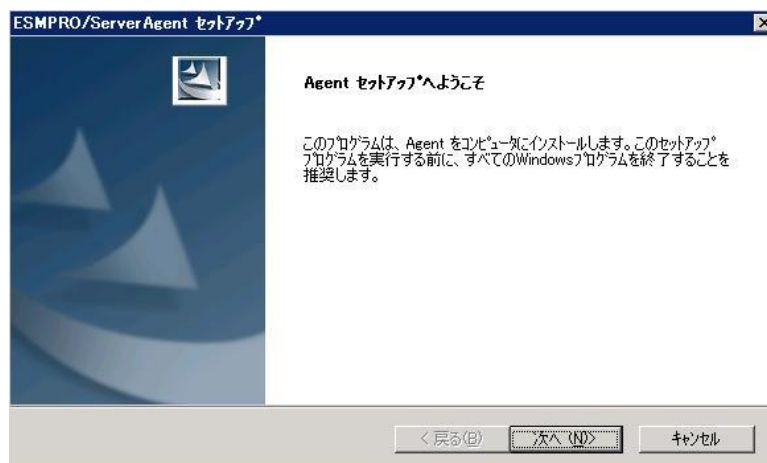 ESMPRO/ServerAgent ｾｯﾄｱｯﾌﾟ
Agent ｾｯﾄｱｯﾌﾟへようこそ
このﾌﾟﾛｸﾞﾗﾑは、Agent をｺﾝﾋﾟｭｰﾀにｲﾝｽﾄｰﾙします。このｾｯﾄｱｯﾌﾟ
ﾌﾟﾛｸﾞﾗﾑを実行する前に、すべてのWindowsﾌﾟﾛｸﾞﾗﾑを終了することを
推奨します。
< 戻る(B) 次へ (N)> ｷｬﾝｾﾙ